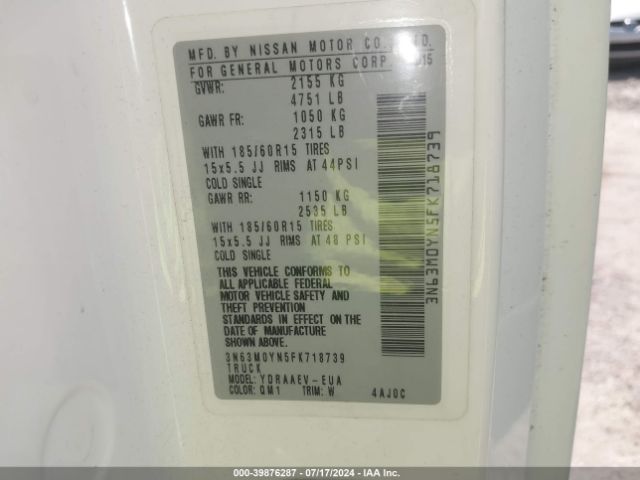 MFD. BY NISSAN MOTOR CO., LTD.
FOR GENERAL MOTORS CORP. 15
GVWR: 2155 KG
4751 LB
GAWR FR: 1050 KG
2315 LB
WITH 185/60R15 TIRES
15x5.5 JJ RIMS AT 44PSI
COLD SINGLE
GAWR RR: 1150 KG
2535 LB
WITH 185/60R15 TIRES
15x5.5 JJ RIMS AT 48 PSI
COLD SINGLE
THIS VEHICLE CONFORMS TO
ALL APPLICABLE FEDERAL
MOTOR VEHICLE SAFETY AND
THEFT PREVENTION
STANDARDS IN EFFECT ON THE
DATE OF MANUFACTURE
SHOWN ABOVE.
3N63M0YN5FK718739
TRUCK
MODEL: YDRAAEV-EUA
COLOR: QM1 TRIM: W 4AJ0C
3N63M0YN5FK718739
000-39876287 - 07/17/2024 - IAA Inc.